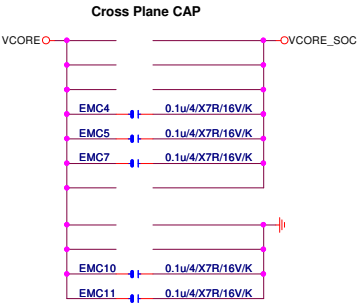 Cross Plane CAP
VCORE VCORE_SOC
EMC4 0.1u/4/X7R/16V/K
EMC5 0.1u/4/X7R/16V/K
EMC7 0.1u/4/X7R/16V/K
EMC10 0.1u/4/X7R/16V/K
EMC11 0.1u/4/X7R/16V/K